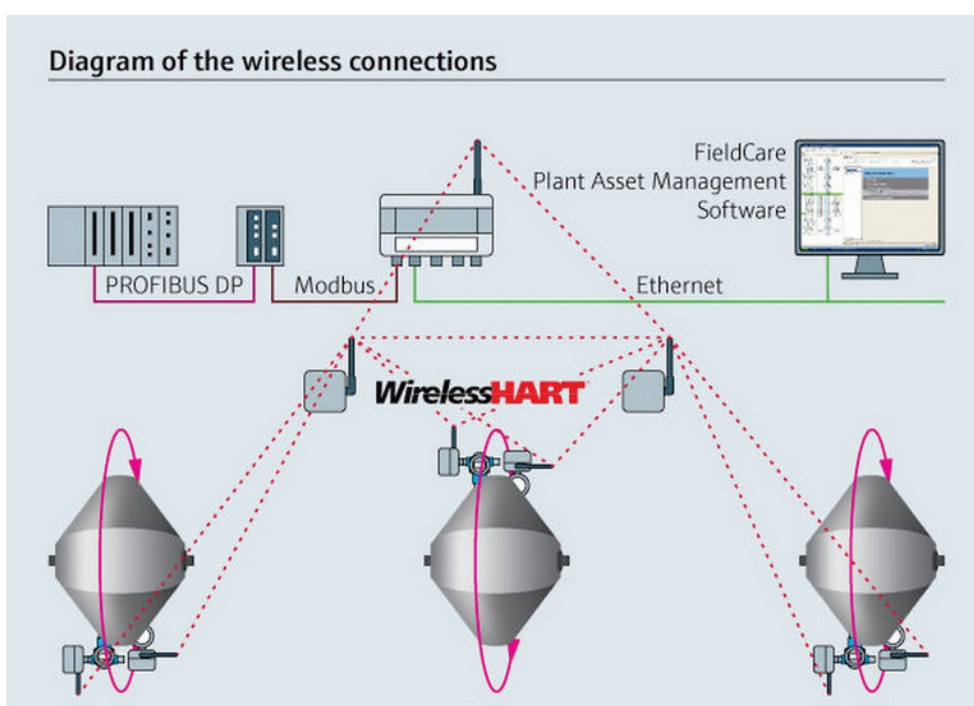 Diagram of the wireless connections
FieldCare
Plant Asset Management
Software
PROFIBUS DP
Modbus
Ethernet
WirelessHART